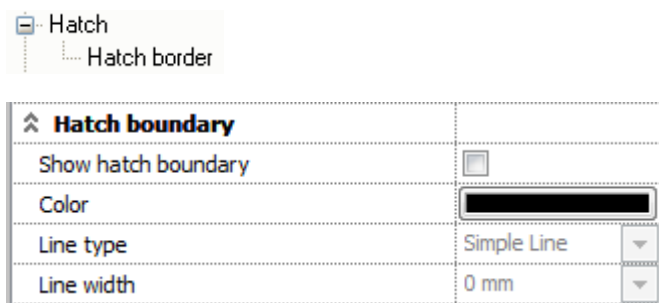 Hatch
Hatch border
Hatch boundary
Show hatch boundary
Color
Line type Simple Line
Line width 0 mm